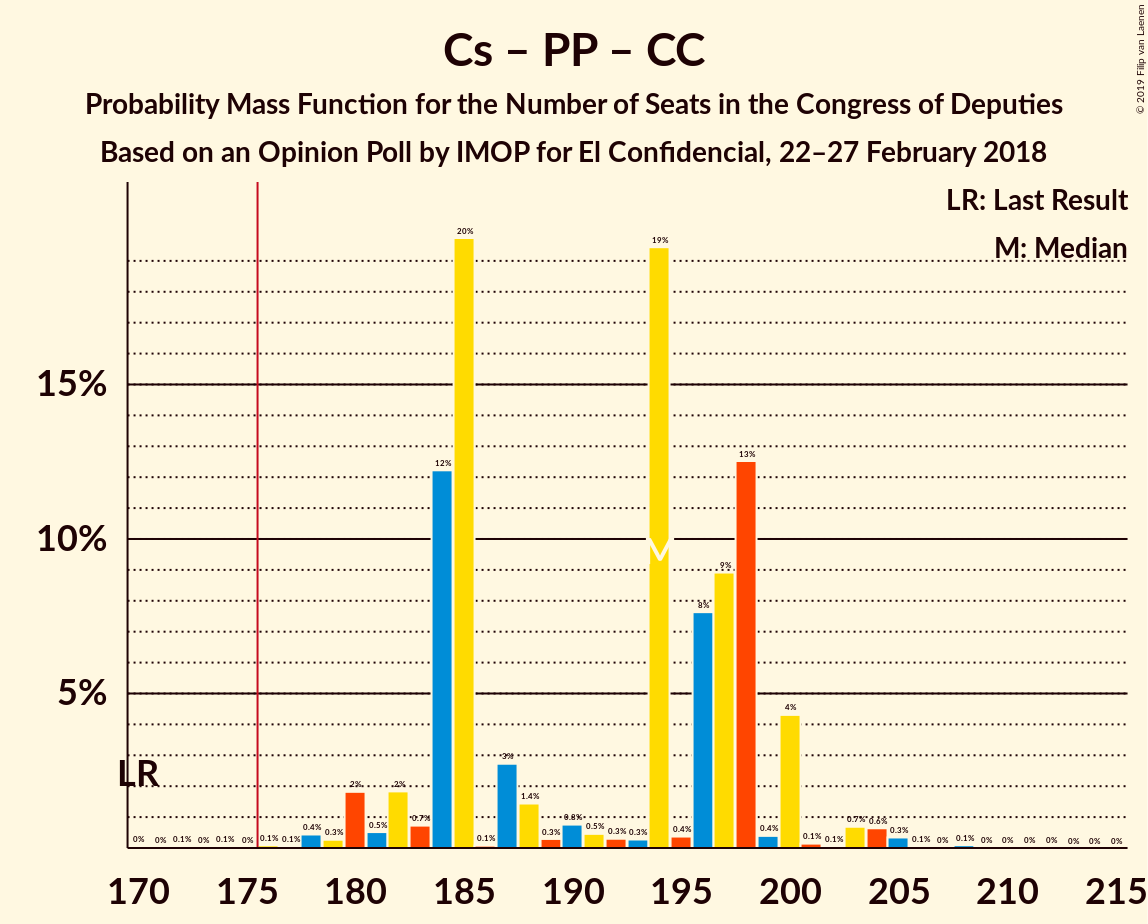 Cs – PP – CC
Probability Mass Function for the Number of Seats in the Congress of Deputies
Based on an Opinion Poll by IMOP for El Confidencial, 22–27 February 2018
© 2019 Filip van Laenen
LR: Last Result
M: Median
15%
10%
5%
LR
0% 0% 0.1% 0% 0.1% 0% 0.1% 0.1% 0.4% 0.3% 2% 0.5% 2% 0.7% 12% 20% 0.1% 3% 1.4% 0.3% 0.8% 0.5% 0.3% 0.3% 19% 0.4% 8% 9% 13% 0.4% 4% 0.1% 0.1% 0.7% 0.6% 0.3% 0.1% 0% 0.1% 0% 0% 0% 0% 0% 0% 0%
170 175 180 185 190 195 200 205 210 215